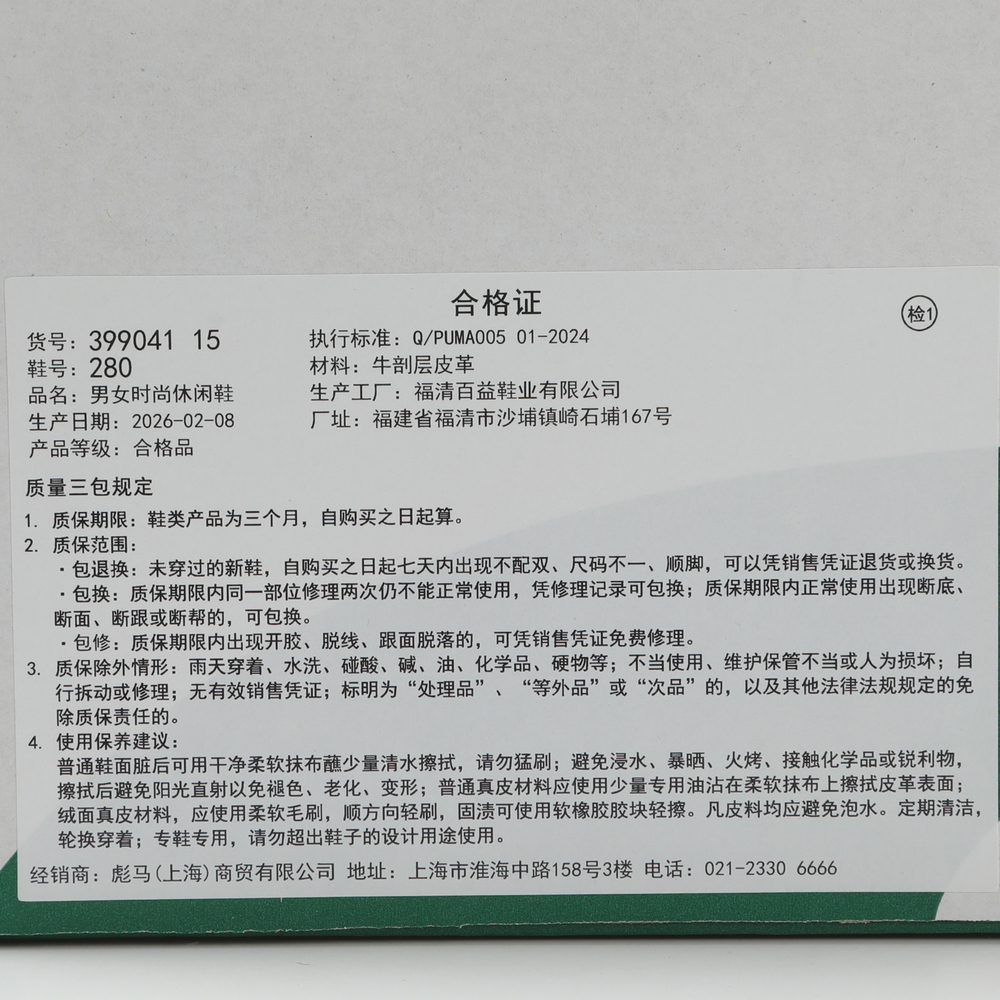 合格证
检1
货号：399041 15
鞋号：280
品名：男女时尚休闲鞋
生产日期：2026-02-08
产品等级：合格品
执行标准：Q/PUMA005 01-2024
材料：牛剖层皮革
生产工厂：福清百益鞋业有限公司
厂址：福建省福清市沙埔镇崎石埔167号
质量三包规定
1. 质保期限：鞋类产品为三个月，自购买之日起算。
2. 质保范围：
·包退换：未穿过的新鞋，自购买之日起七天内出现不配双、尺码不一、顺脚，可以凭销售凭证退货或换货。
·包换：质保期限内同一部位修理两次仍不能正常使用，凭修理记录可包换；质保期限内正常使用出现断底、
断面、断跟或断帮的，可包换。
·包修：质保期限内出现开胶、脱线、跟面脱落的，可凭销售凭证免费修理。
3. 质保除外情形：雨天穿着、水洗、碰酸、碱、油、化学品、硬物等；不当使用、维护保管不当或人为损坏；自
行拆动或修理；无有效销售凭证；标明为“处理品”、“等外品”或“次品”的，以及其他法律法规规定的免
除质保责任的。
4. 使用保养建议：
普通鞋面脏后可用干净柔软抹布蘸少量清水擦拭，请勿猛刷；避免浸水、暴晒、火烤、接触化学品或锐利物，
擦拭后避免阳光直射以免褪色、老化、变形；普通真皮材料应使用少量专用油沾在柔软抹布上擦拭皮革表面；
绒面真皮材料，应使用柔软毛刷，顺方向轻刷，固渍可使用软橡胶胶块轻擦。凡皮料均应避免泡水。定期清洁，
轮换穿着；专鞋专用，请勿超出鞋子的设计用途使用。
经销商：彪马(上海)商贸有限公司 地址：上海市淮海中路158号3楼 电话：021-2330 6666